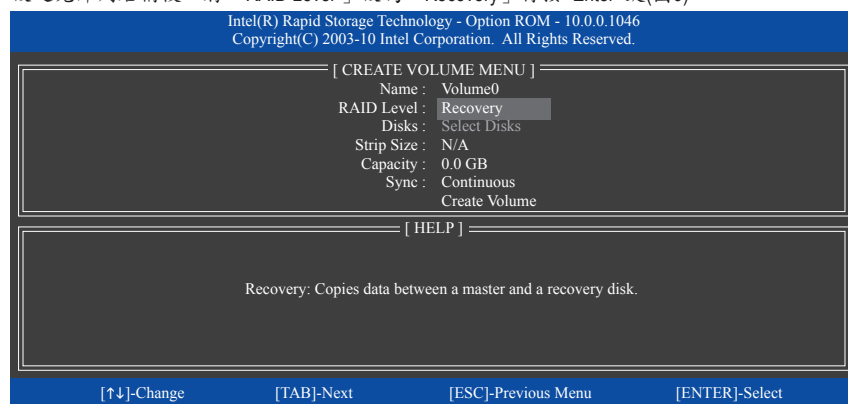 Intel(R) Rapid Storage Technology - Option ROM - 10.0.0.1046
Copyright(C) 2003-10 Intel Corporation. All Rights Reserved.
[ CREATE VOLUME MENU ]
Name : Volume0
RAID Level : Recovery
Disks : Select Disks
Strip Size : N/A
Capacity : 0.0 GB
Sync : Continuous
Create Volume
[ HELP ]
Recovery: Copies data between a master and a recovery disk.
[↑↓]-Change [TAB]-Next [ESC]-Previous Menu [ENTER]-Select